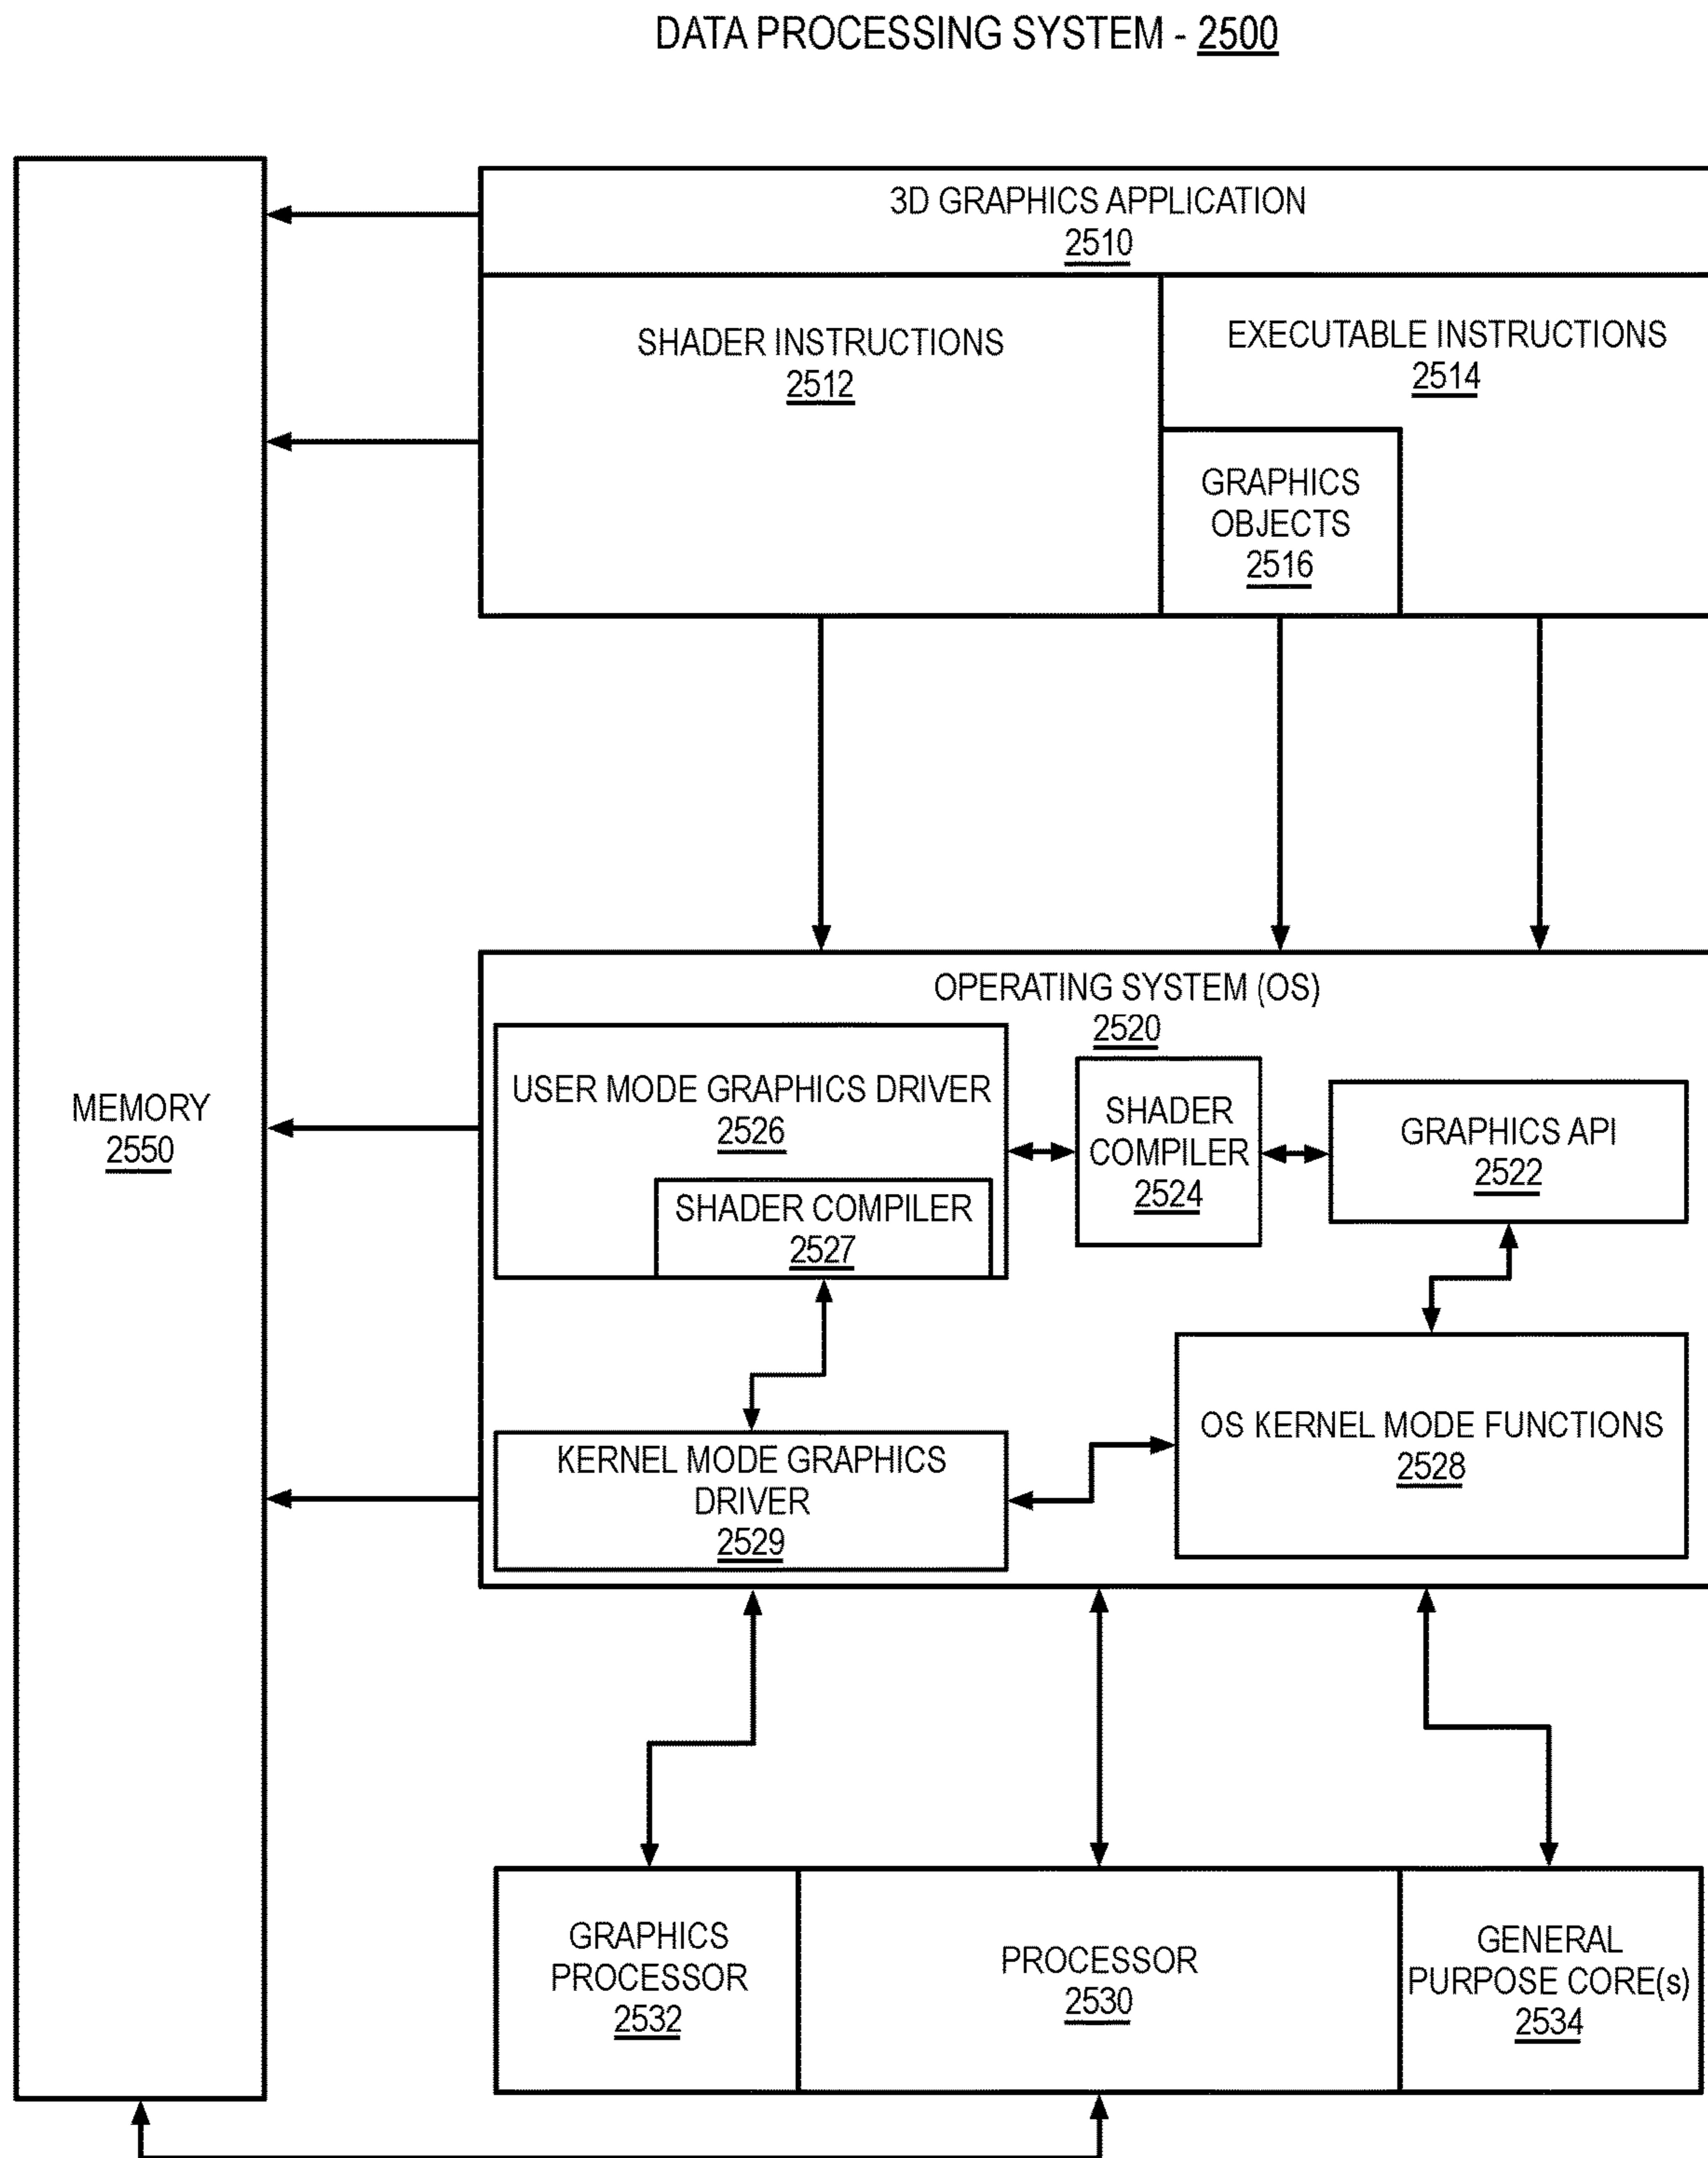 DATA PROCESSING SYSTEM - 2500
3D GRAPHICS APPLICATION
2510
SHADER INSTRUCTIONS
2512
EXECUTABLE INSTRUCTIONS
2514
GRAPHICS
OBJECTS
2516
OPERATING SYSTEM (OS)
2520
MEMORY
2550
USER MODE GRAPHICS DRIVER
2526
SHADER COMPILER
2527
SHADER
COMPILER
2524
GRAPHICS API
2522
KERNEL MODE GRAPHICS
DRIVER
2529
OS KERNEL MODE FUNCTIONS
2528
GRAPHICS
PROCESSOR
2532
PROCESSOR
2530
GENERAL
PURPOSE CORE(s)
2534